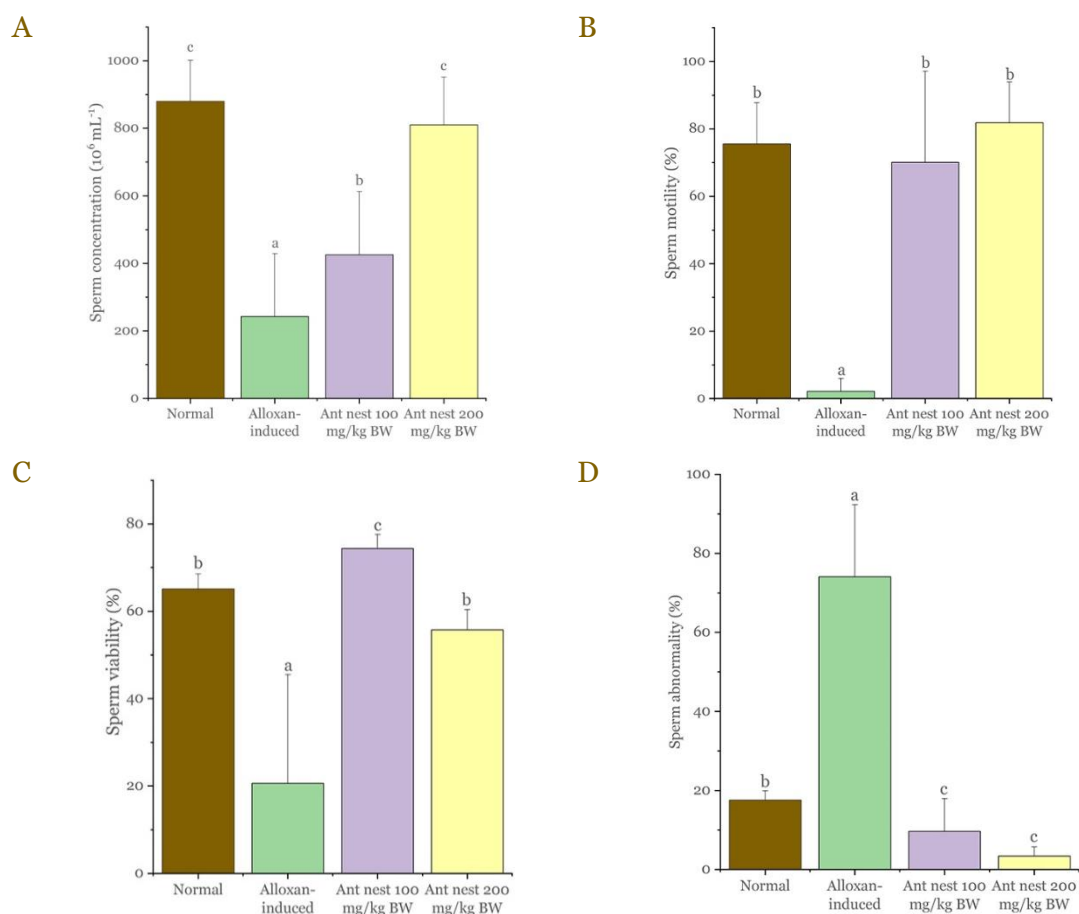 A
Sperm concentration (10⁶ mL⁻¹)
1000
800
600
400
200
0
c
a
b
c
Normal
Alloxan-
induced
Ant nest 100
mg/kg BW
Ant nest 200
mg/kg BW
B
Sperm motility (%)
100
80
60
40
20
0
b
a
b
b
Normal
Alloxan-
induced
Ant nest 100
mg/kg BW
Ant nest 200
mg/kg BW
C
Sperm viability (%)
80
60
40
20
0
b
a
c
b
Normal
Alloxan-
induced
Ant nest 100
mg/kg BW
Ant nest 200
mg/kg BW
D
Sperm abnormality (%)
100
80
60
40
20
0
b
a
c
c
Normal
Alloxan-
induced
Ant nest 100
mg/kg BW
Ant nest 200
mg/kg BW